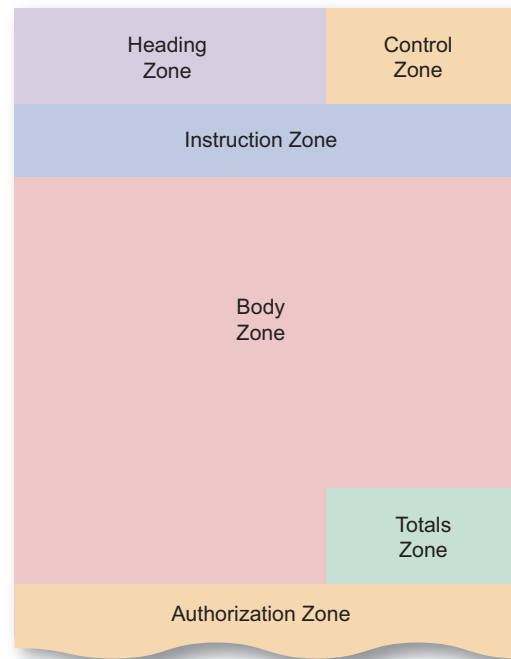 Heading
Zone
Control
Zone
Instruction Zone
Body
Zone
Totals
Zone
Authorization Zone